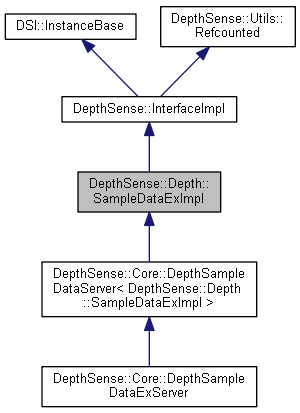 DSI::InstanceBase
DepthSense::Utils::
Refcounted
DepthSense::InterfaceImpl
DepthSense::Depth::
SampleDataExImpl
DepthSense::Core::DepthSample
DataServer< DepthSense::Depth
::SampleDataExImpl >
DepthSense::Core::DepthSample
DataExServer